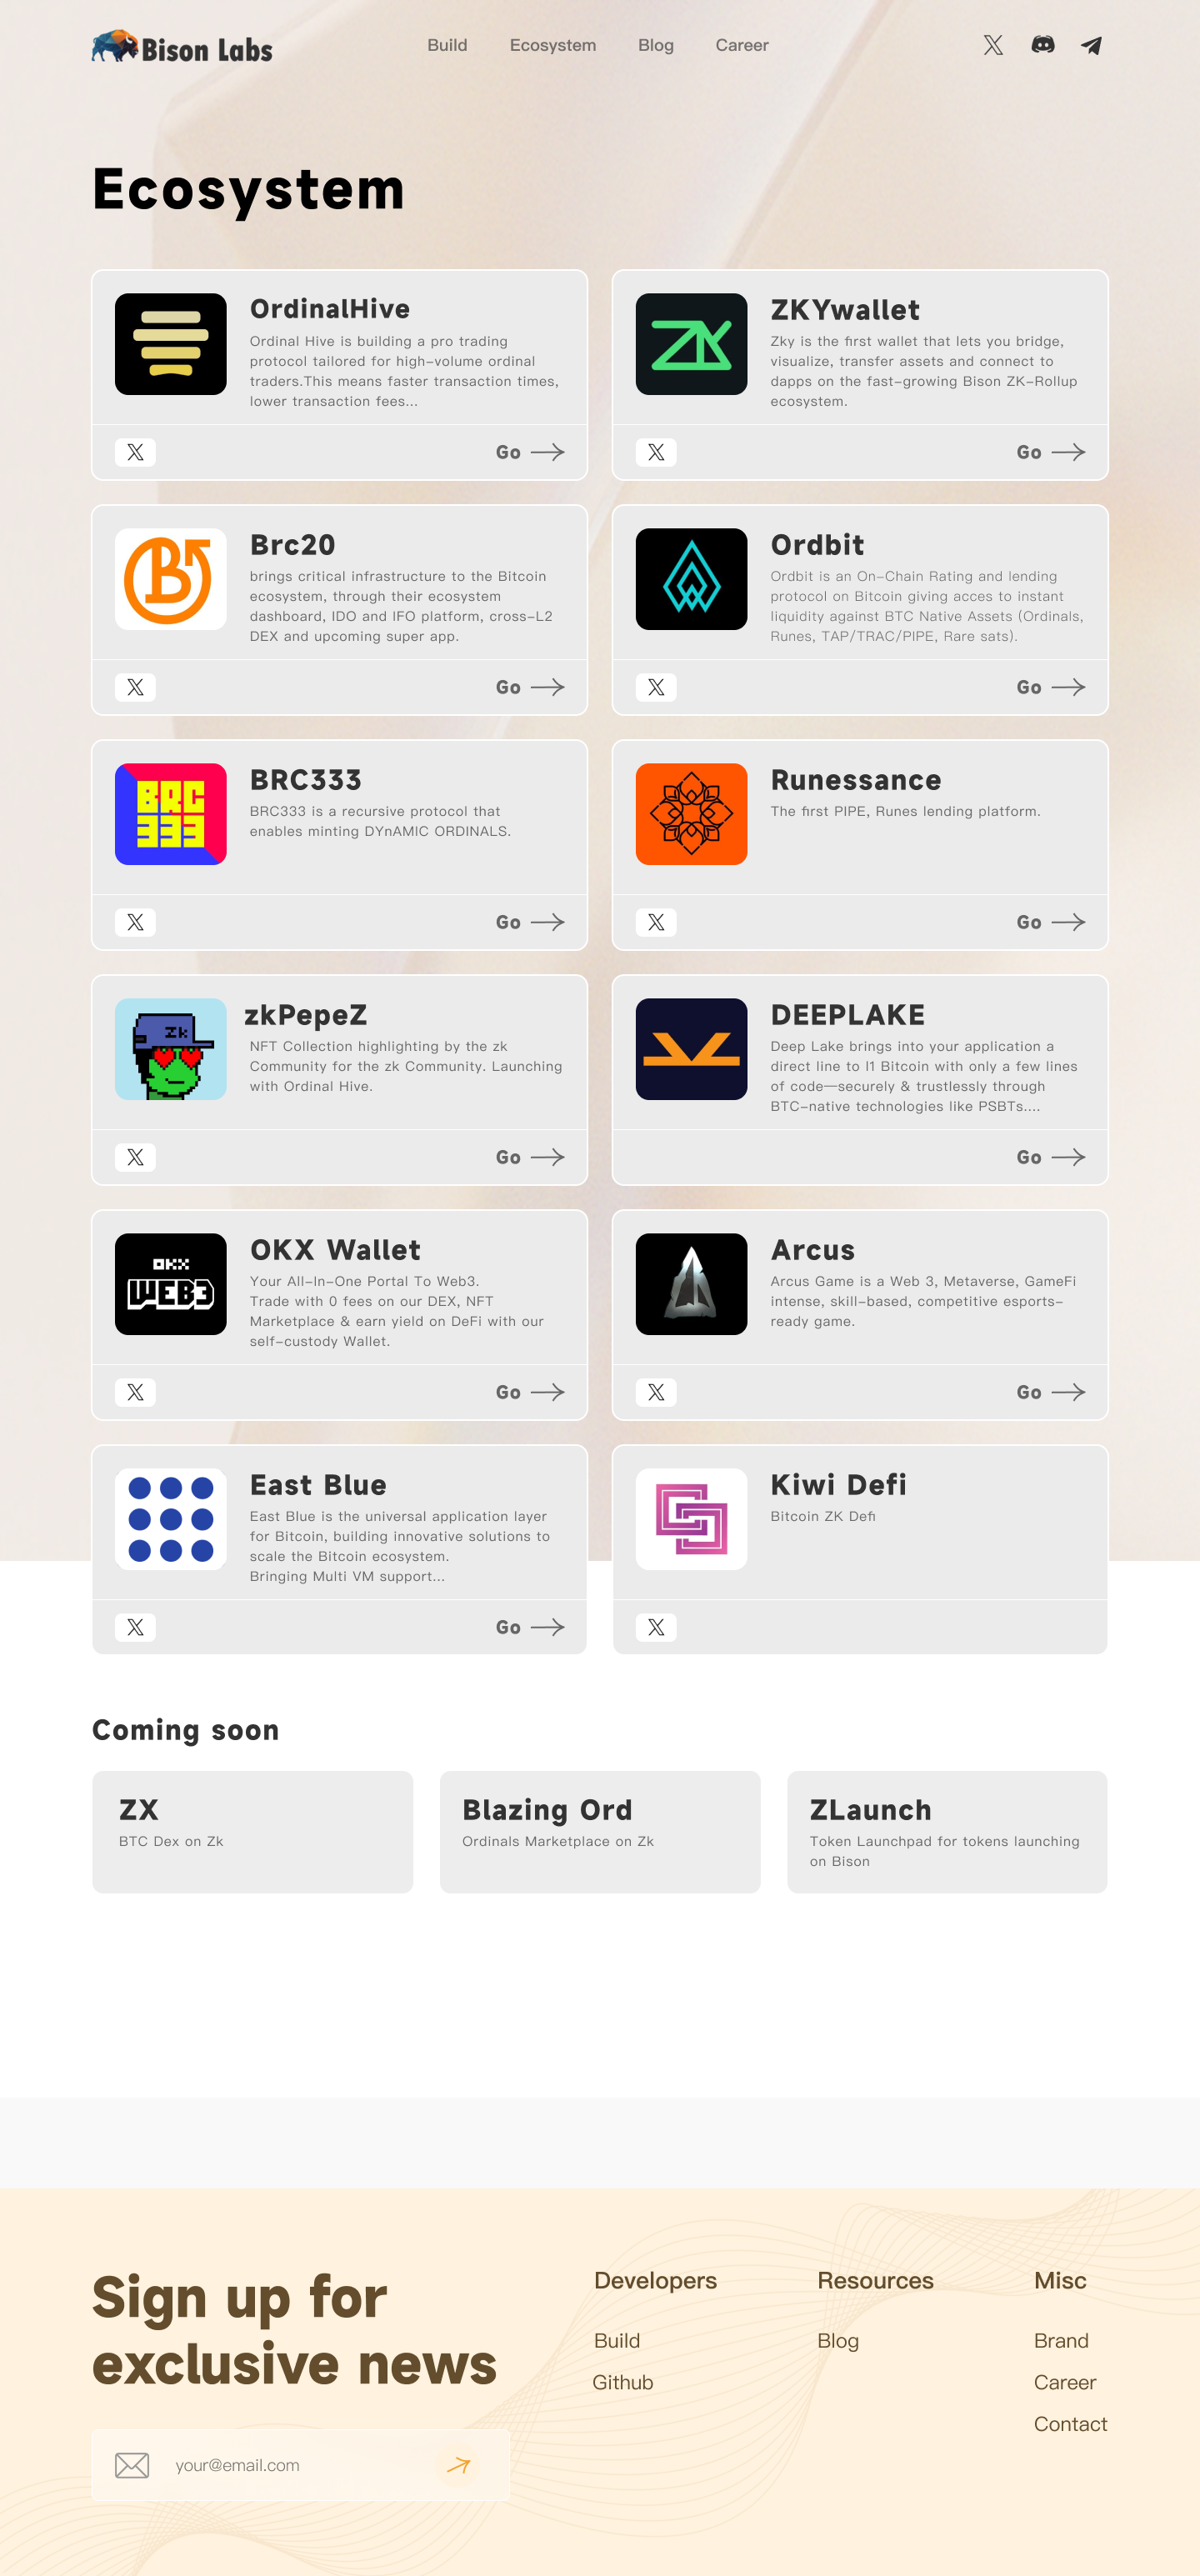 Bison Labs
Build Ecosystem Blog Career
Ecosystem
OrdinalHive
Ordinal Hive is building a pro trading
protocol tailored for high-volume ordinal
traders.This means faster transaction times,
lower transaction fees...
Go
ZKYwallet
Zky is the first wallet that lets you bridge,
visualize, transfer assets and connect to
dapps on the fast-growing Bison ZK-Rollup
ecosystem.
Go
Brc20
brings critical infrastructure to the Bitcoin
ecosystem, through their ecosystem
dashboard, IDO and IFO platform, cross-L2
DEX and upcoming super app.
Go
Ordbit
Ordbit is an On-Chain Rating and lending
protocol on Bitcoin giving acces to instant
liquidity against BTC Native Assets (Ordinals,
Runes, TAP/TRAC/PIPE, Rare sats).
Go
BRC
333
BRC333
BRC333 is a recursive protocol that
enables minting DYnAMIC ORDINALS.
Go
Runessance
The first PIPE, Runes lending platform.
Go
Zk
zkPepeZ
NFT Collection highlighting by the zk
Community for the zk Community. Launching
with Ordinal Hive.
Go
DEEPLAKE
Deep Lake brings into your application a
direct line to l1 Bitcoin with only a few lines
of code—securely & trustlessly through
BTC-native technologies like PSBTs....
Go
OKX
WEB3
OKX Wallet
Your All-In-One Portal To Web3.
Trade with 0 fees on our DEX, NFT
Marketplace & earn yield on DeFi with our
self-custody Wallet.
Go
Arcus
Arcus Game is a Web 3, Metaverse, GameFi
intense, skill-based, competitive esports-
ready game.
Go
East Blue
East Blue is the universal application layer
for Bitcoin, building innovative solutions to
scale the Bitcoin ecosystem.
Bringing Multi VM support...
Go
Kiwi Defi
Bitcoin ZK Defi
Coming soon
ZX
BTC Dex on Zk
Blazing Ord
Ordinals Marketplace on Zk
ZLaunch
Token Launchpad for tokens launching
on Bison
Sign up for
exclusive news
your@email.com
Developers
Build
Github
Resources
Blog
Misc
Brand
Career
Contact